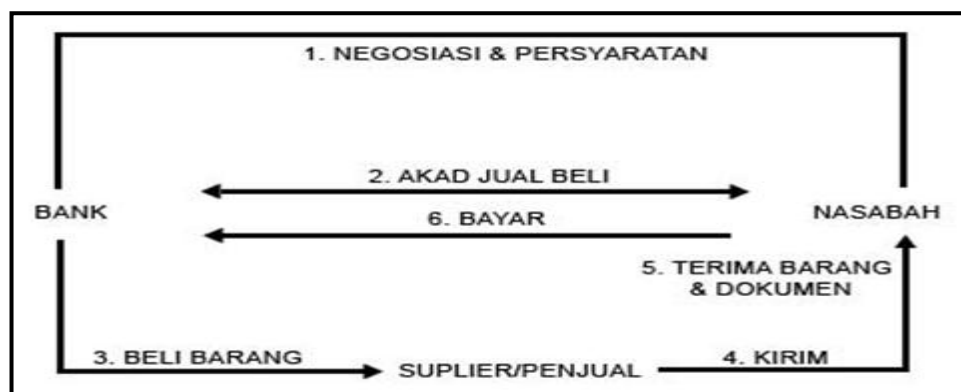 1. NEGOSIASI & PERSYARATAN
2. AKAD JUAL BELI
BANK
NASABAH
6. BAYAR
5. TERIMA BARANG
& DOKUMEN
3. BELI BARANG
SUPLIER/PENJUAL
4. KIRIM